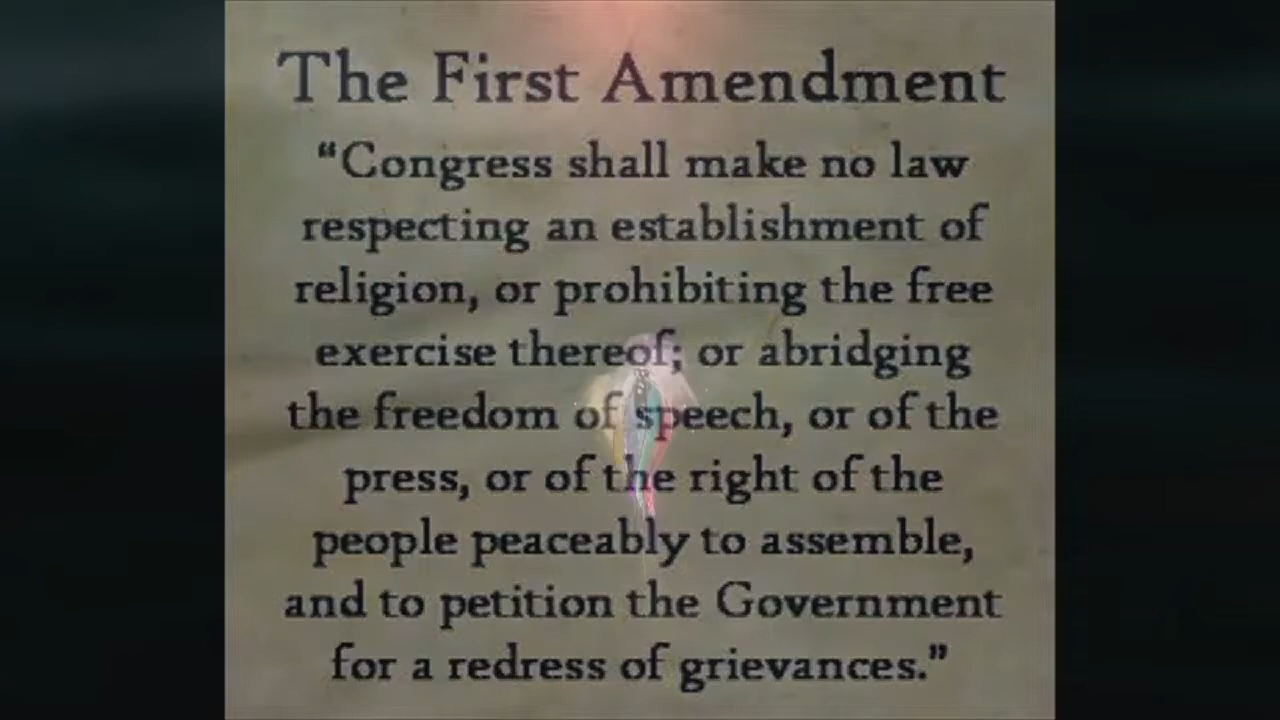 The First Amendment
“Congress shall make no law
respecting an establishment of
religion, or prohibiting the free
exercise thereof; or abridging
the freedom of speech, or of the
press, or of the right of the
people peaceably to assemble,
and to petition the Government
for a redress of grievances.”